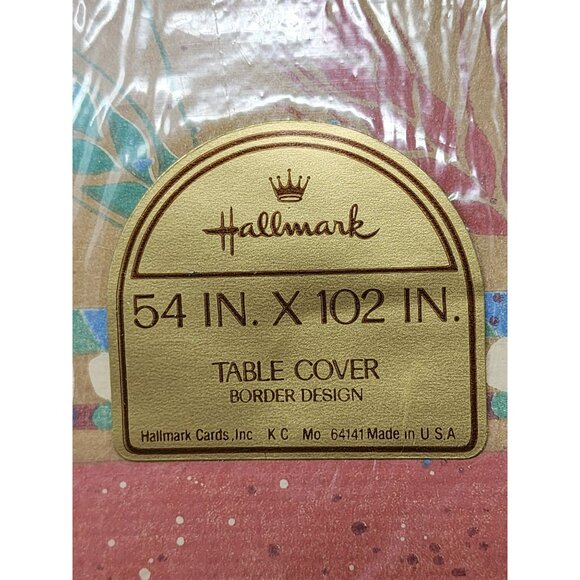 Hallmark
54 IN. X 102 IN.
TABLE COVER
BORDER DESIGN
Hallmark Cards, Inc K C Mo 64141 Made in U.S.A